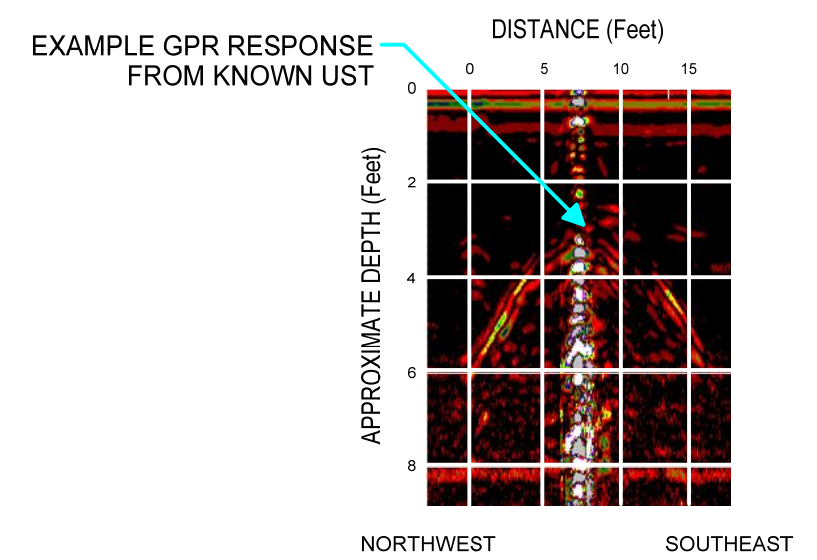 DISTANCE (Feet)
EXAMPLE GPR RESPONSE
FROM KNOWN UST
0 5 10 15
0
2
4
6
8
APPROXIMATE DEPTH (Feet)
NORTHWEST SOUTHEAST